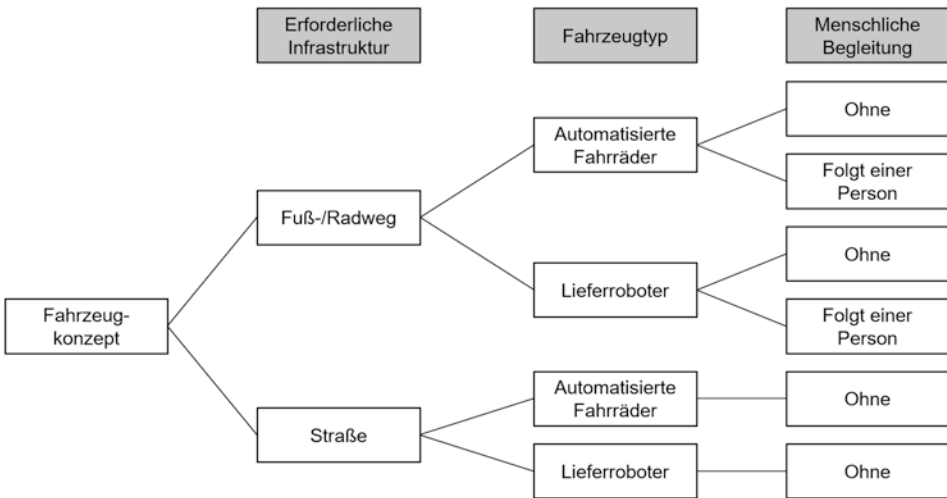 Erforderliche
Infrastruktur
Fahrzeugtyp
Menschliche
Begleitung
Fahrzeug-
konzept
Fuß-/Radweg
Automatisierte
Fahrräder
Ohne
Folgt einer
Person
Lieferroboter
Ohne
Folgt einer
Person
Straße
Automatisierte
Fahrräder
Ohne
Lieferroboter
Ohne